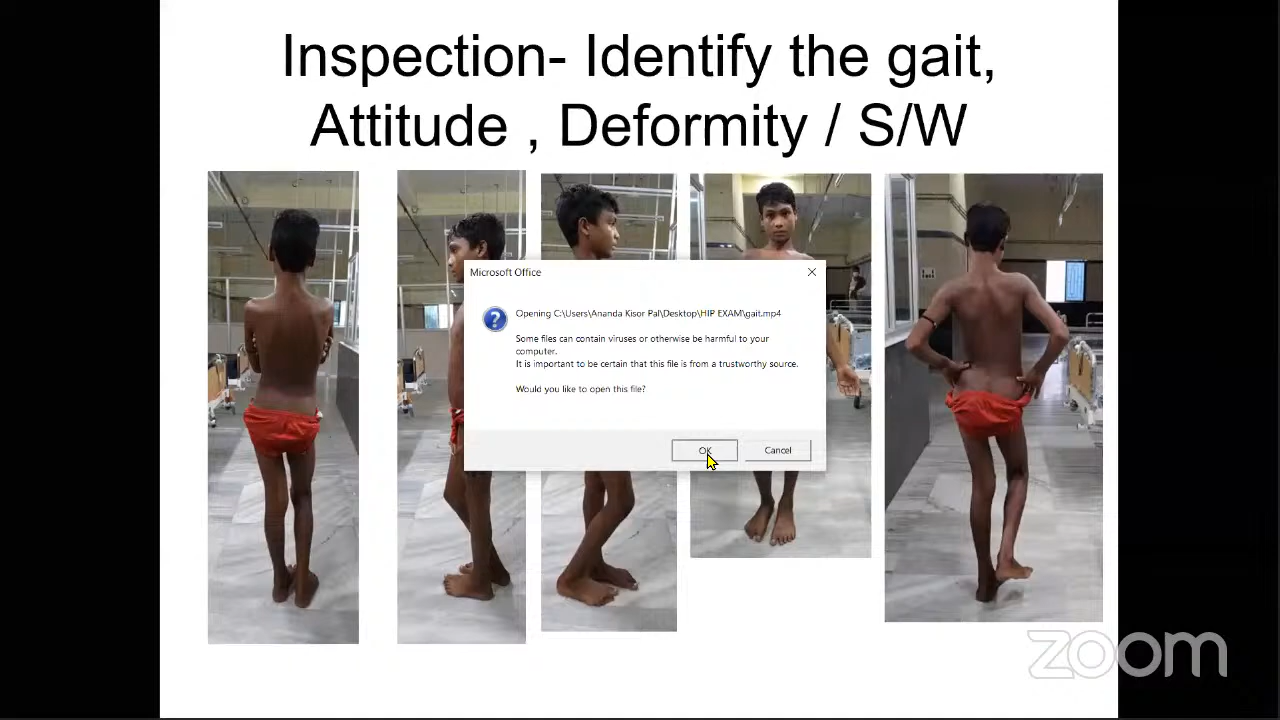 Inspection- Identify the gait,
Attitude , Deformity / S/W
Microsoft Office
Opening C:\Users\Ananda Kisor Pal\Desktop\HIP EXAM\gait.mp4
Some files can contain viruses or otherwise be harmful to your
computer.
It is important to be certain that this file is from a trustworthy source.
Would you like to open this file?
OK
Cancel
zoom